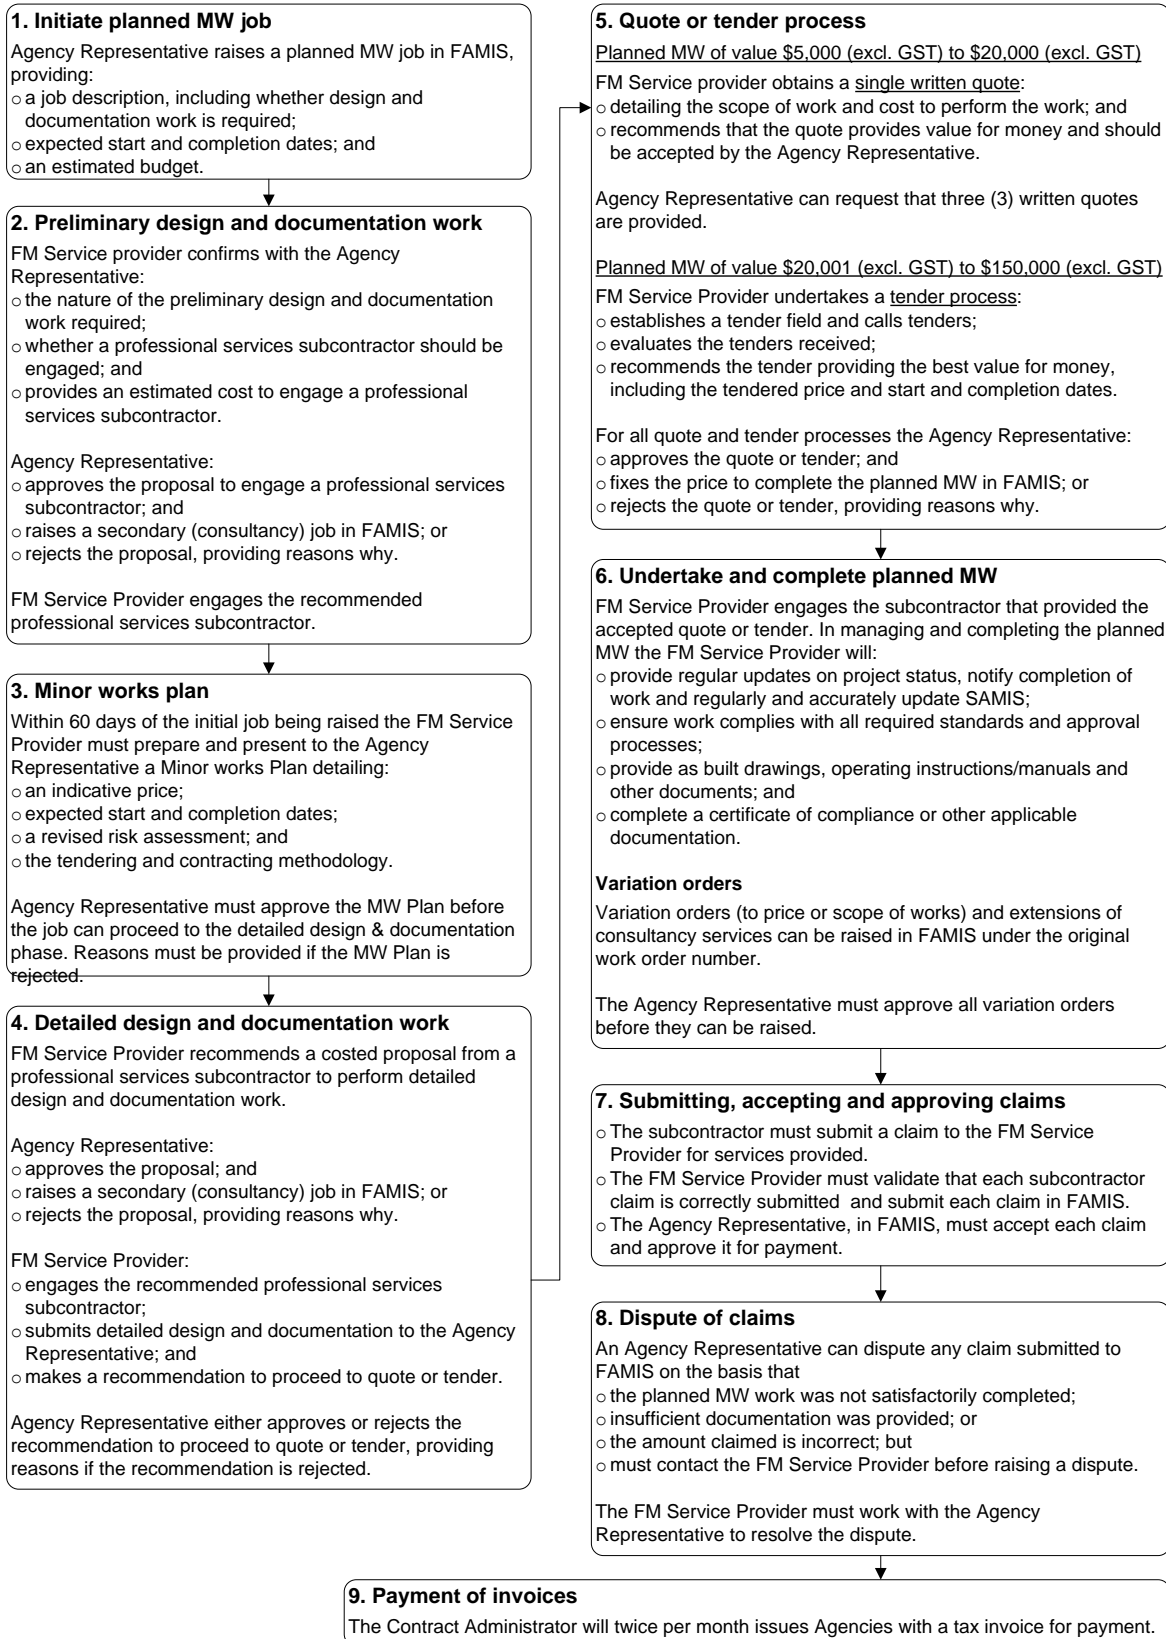 1. Initiate planned MW job
Agency Representative raises a planned MW job in FAMIS,
providing:
○ a job description, including whether design and
documentation work is required;
○ expected start and completion dates; and
○ an estimated budget.
2. Preliminary design and documentation work
FM Service provider confirms with the Agency
Representative:
○ the nature of the preliminary design and documentation
work required;
○ whether a professional services subcontractor should be
engaged; and
○ provides an estimated cost to engage a professional
services subcontractor.
Agency Representative:
○ approves the proposal to engage a professional services
subcontractor; and
○ raises a secondary (consultancy) job in FAMIS; or
○ rejects the proposal, providing reasons why.
FM Service Provider engages the recommended
professional services subcontractor.
3. Minor works plan
Within 60 days of the initial job being raised the FM Service
Provider must prepare and present to the Agency
Representative a Minor works Plan detailing:
○ an indicative price;
○ expected start and completion dates;
○ a revised risk assessment; and
○ the tendering and contracting methodology.
Agency Representative must approve the MW Plan before
the job can proceed to the detailed design & documentation
phase. Reasons must be provided if the MW Plan is
rejected.
4. Detailed design and documentation work
FM Service Provider recommends a costed proposal from a
professional services subcontractor to perform detailed
design and documentation work.
Agency Representative:
○ approves the proposal; and
○ raises a secondary (consultancy) job in FAMIS; or
○ rejects the proposal, providing reasons why.
FM Service Provider:
○ engages the recommended professional services
subcontractor;
○ submits detailed design and documentation to the Agency
Representative; and
○ makes a recommendation to proceed to quote or tender.
Agency Representative either approves or rejects the
recommendation to proceed to quote or tender, providing
reasons if the recommendation is rejected.
5. Quote or tender process
Planned MW of value $5,000 (excl. GST) to $20,000 (excl. GST)
FM Service provider obtains a single written quote:
○ detailing the scope of work and cost to perform the work; and
○ recommends that the quote provides value for money and should
be accepted by the Agency Representative.
Agency Representative can request that three (3) written quotes
are provided.
Planned MW of value $20,001 (excl. GST) to $150,000 (excl. GST)
FM Service Provider undertakes a tender process:
○ establishes a tender field and calls tenders;
○ evaluates the tenders received;
○ recommends the tender providing the best value for money,
including the tendered price and start and completion dates.
For all quote and tender processes the Agency Representative:
○ approves the quote or tender; and
○ fixes the price to complete the planned MW in FAMIS; or
○ rejects the quote or tender, providing reasons why.
6. Undertake and complete planned MW
FM Service Provider engages the subcontractor that provided the
accepted quote or tender. In managing and completing the planned
MW the FM Service Provider will:
○ provide regular updates on project status, notify completion of
work and regularly and accurately update SAMIS;
○ ensure work complies with all required standards and approval
processes;
○ provide as built drawings, operating instructions/manuals and
other documents; and
○ complete a certificate of compliance or other applicable
documentation.
Variation orders
Variation orders (to price or scope of works) and extensions of
consultancy services can be raised in FAMIS under the original
work order number.
The Agency Representative must approve all variation orders
before they can be raised.
7. Submitting, accepting and approving claims
○ The subcontractor must submit a claim to the FM Service
Provider for services provided.
○ The FM Service Provider must validate that each subcontractor
claim is correctly submitted and submit each claim in FAMIS.
○ The Agency Representative, in FAMIS, must accept each claim
and approve it for payment.
8. Dispute of claims
An Agency Representative can dispute any claim submitted to
FAMIS on the basis that
○ the planned MW work was not satisfactorily completed;
○ insufficient documentation was provided; or
○ the amount claimed is incorrect; but
○ must contact the FM Service Provider before raising a dispute.
The FM Service Provider must work with the Agency
Representative to resolve the dispute.
9. Payment of invoices
The Contract Administrator will twice per month issues Agencies with a tax invoice for payment.